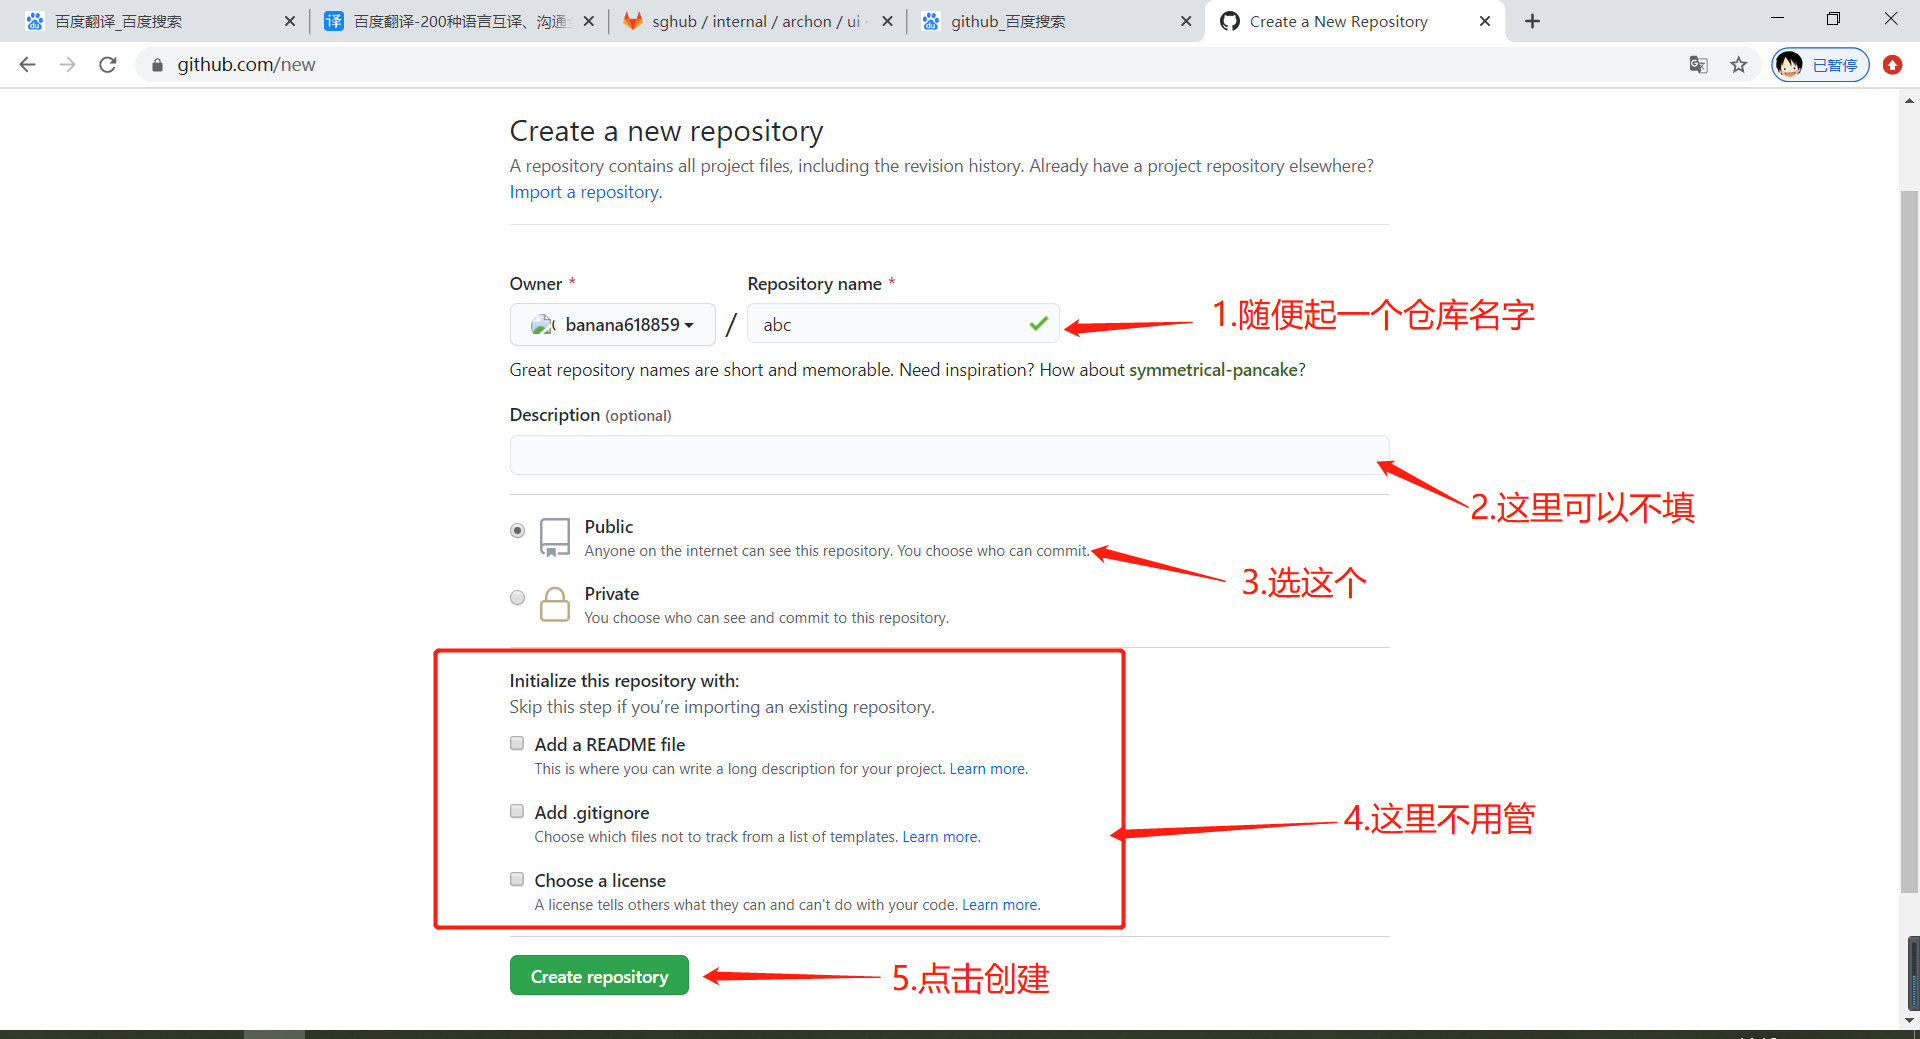 百度翻译_百度搜索
百度翻译-200种语言互译、沟通
sghub / internal / archon / ui
github_百度搜索
Create a New Repository
github.com/new
已暂停
Create a new repository
A repository contains all project files, including the revision history. Already have a project repository elsewhere?
Import a repository.
Owner *
Repository name *
banana618859
/
abc
1.随便起一个仓库名字
Great repository names are short and memorable. Need inspiration? How about symmetrical-pancake?
Description (optional)
2.这里可以不填
Public
Anyone on the internet can see this repository. You choose who can commit.
3.选这个
Private
You choose who can see and commit to this repository.
Initialize this repository with:
Skip this step if you’re importing an existing repository.
Add a README file
This is where you can write a long description for your project. Learn more.
4.这里不用管
Add .gitignore
Choose which files not to track from a list of templates. Learn more.
Choose a license
A license tells others what they can and can't do with your code. Learn more.
Create repository
5.点击创建